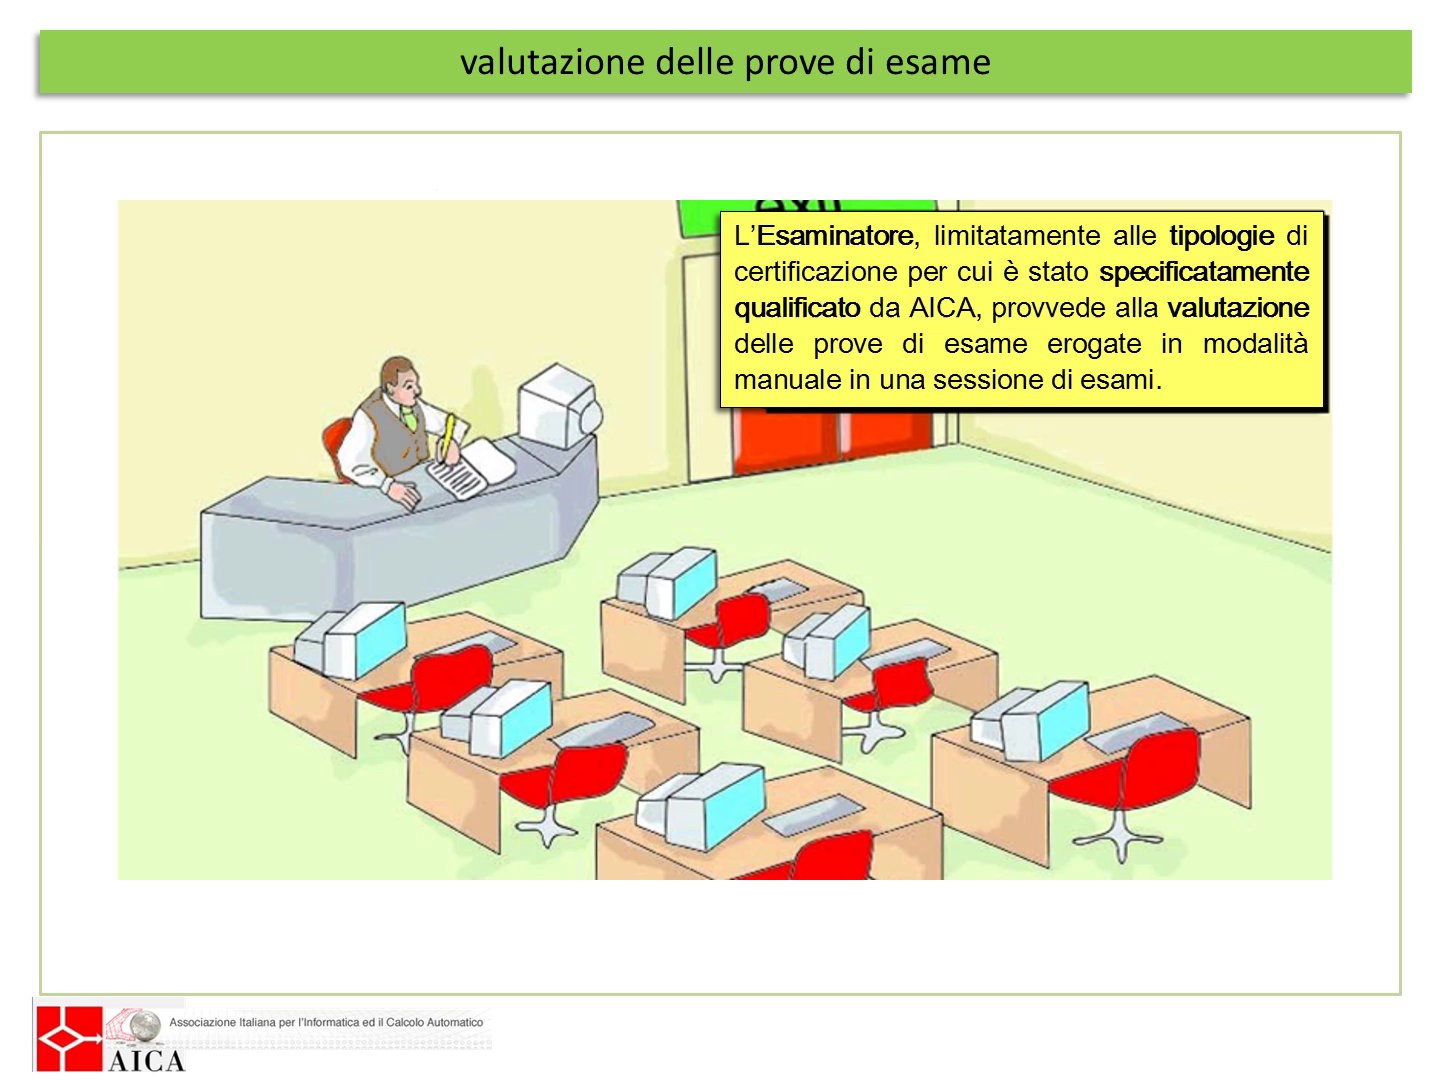 valutazione delle prove di esame
exit
L’Esaminatore, limitatamente alle tipologie di
certificazione per cui è stato specificatamente
qualificato da AICA, provvede alla valutazione
delle prove di esame erogate in modalità
manuale in una sessione di esami.
Associazione Italiana per l'Informatica ed il Calcolo Automatico
AICA